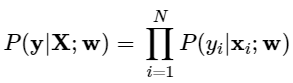 P(y|X; w) = ∏_{i=1}^{N} P(y_i|x_i; w)